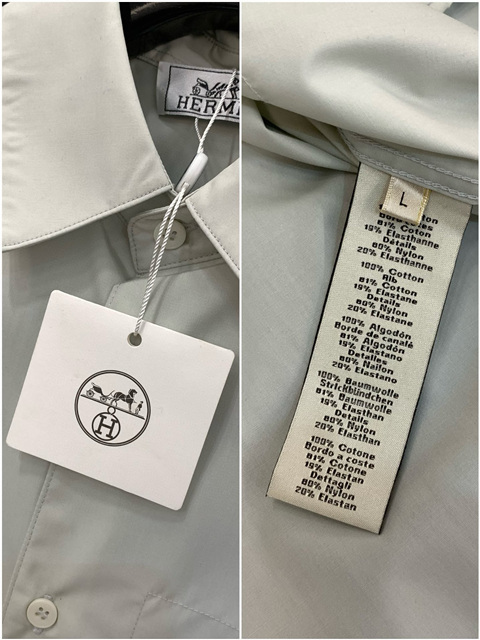 HERM
H
L
81% Coton
19% Elasthanne
Détails
80% Nylon
20% Elasthanne
100% Cotton
Rib
81% Cotton
19% Elastane
Details
80% Nylon
20% Elastane
100% Algodón
Borde de canalé
81% Algodón
19% Elastano
Detalles
80% Nailon
20% Elastano
100% Baumwolle
Strickbündchen
81% Baumwolle
19% Elasthan
Details
80% Nylon
20% Elasthan
100% Cotone
Bordo a coste
81% Cotone
19% Elastan
Dettagli
80% Nylon
20% Elastan